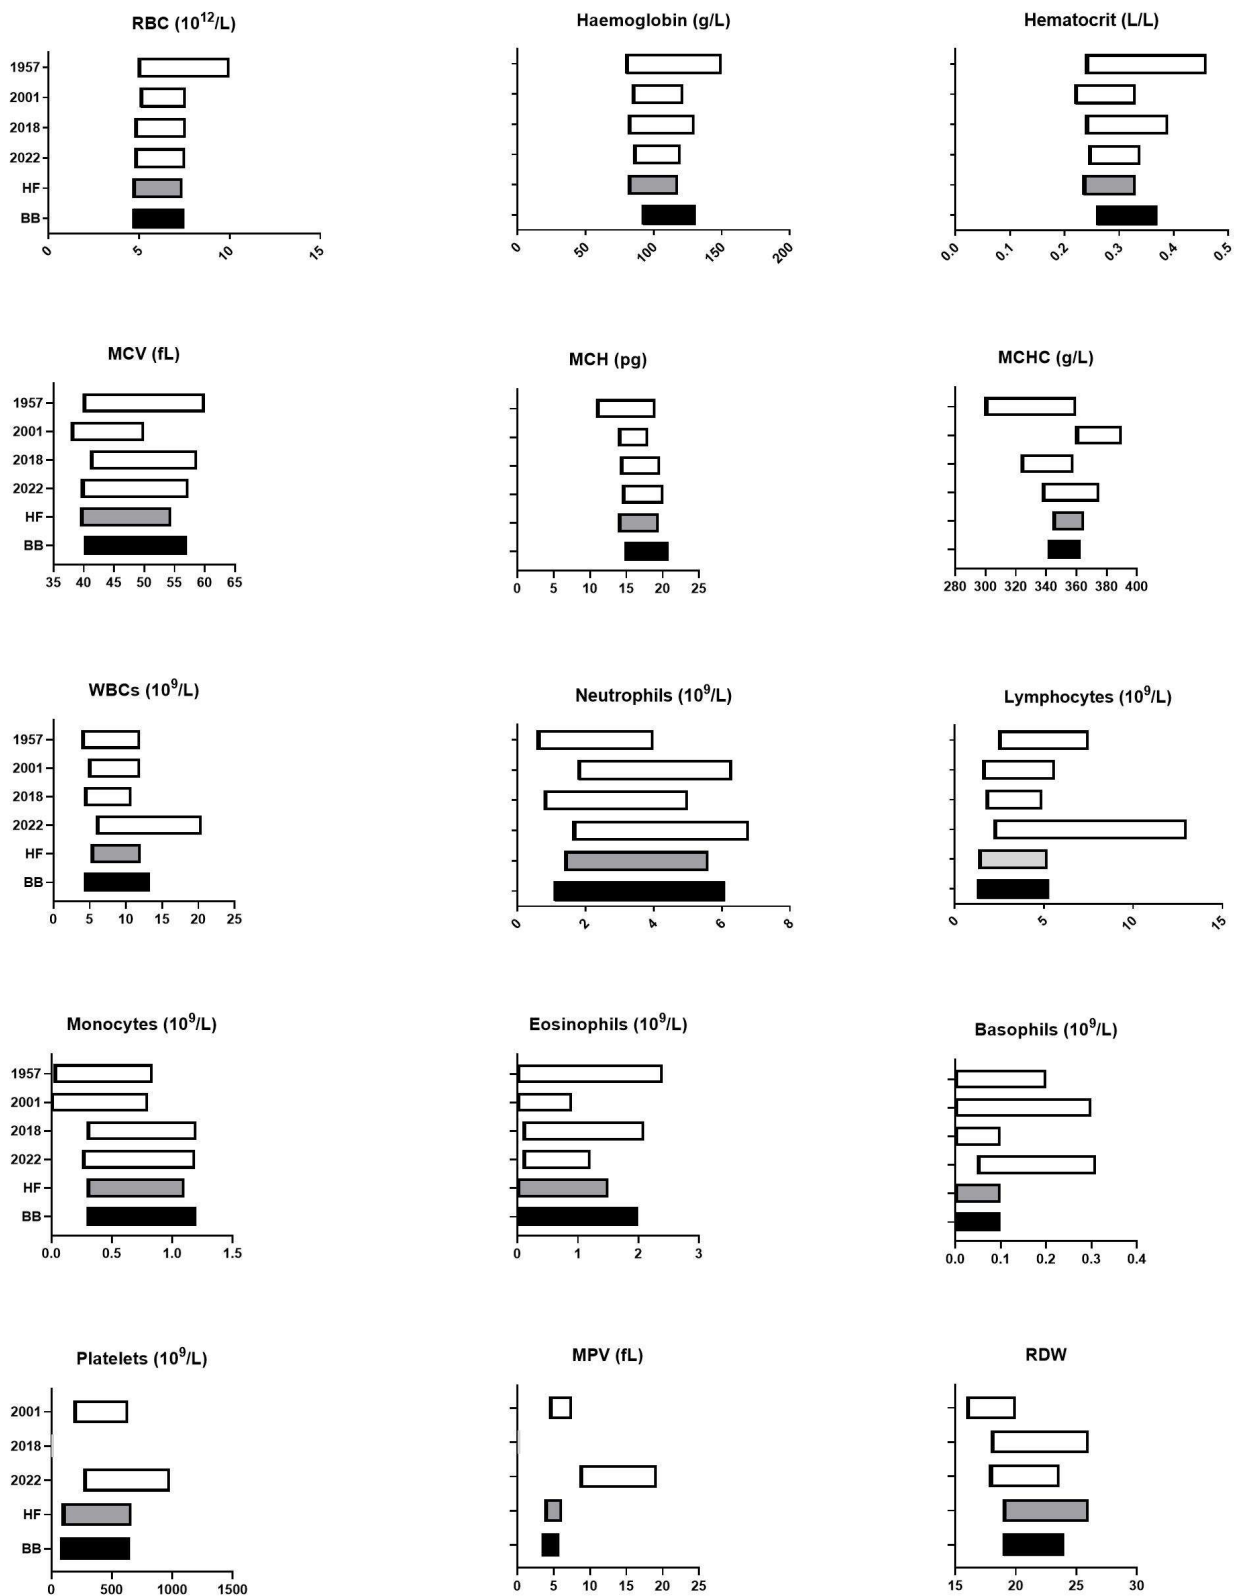 RBC (10¹²/L)
1957
2001
2018
2022
HF
BB
0 5 10 15
Haemoglobin (g/L)
0 50 100 150 200
Hematocrit (L/L)
0.0 0.1 0.2 0.3 0.4 0.5
MCV (fL)
1957
2001
2018
2022
HF
BB
35 40 45 50 55 60 65
MCH (pg)
0 5 10 15 20 25
MCHC (g/L)
280 300 320 340 360 380 400
WBCs (10⁹/L)
1957
2001
2018
2022
HF
BB
0 5 10 15 20 25
Neutrophils (10⁹/L)
0 2 4 6 8
Lymphocytes (10⁹/L)
0 5 10 15
Monocytes (10⁹/L)
1957
2001
2018
2022
HF
BB
0.0 0.5 1.0 1.5
Eosinophils (10⁹/L)
0 1 2 3
Basophils (10⁹/L)
0.0 0.1 0.2 0.3 0.4
Platelets (10⁹/L)
2001
2018
2022
HF
BB
0 500 1000 1500
MPV (fL)
0 5 10 15 20 25
RDW
15 20 25 30